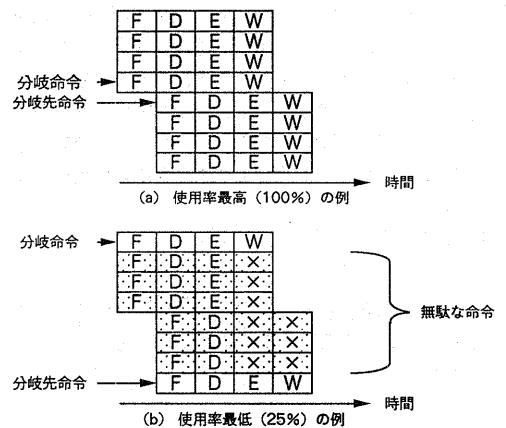 F D E W
F D E W
F D E W
分岐命令 F D E W
分岐先命令 F D E W
F D E W
F D E W
F D E W
時間
(a) 使用率最高(100%)の例
分岐命令 F D E W
F D E ×
F D E ×
F D E ×
F D × ×
F D × ×
F D × ×
無駄な命令
分岐先命令 F D E W
時間
(b) 使用率最低(25%)の例